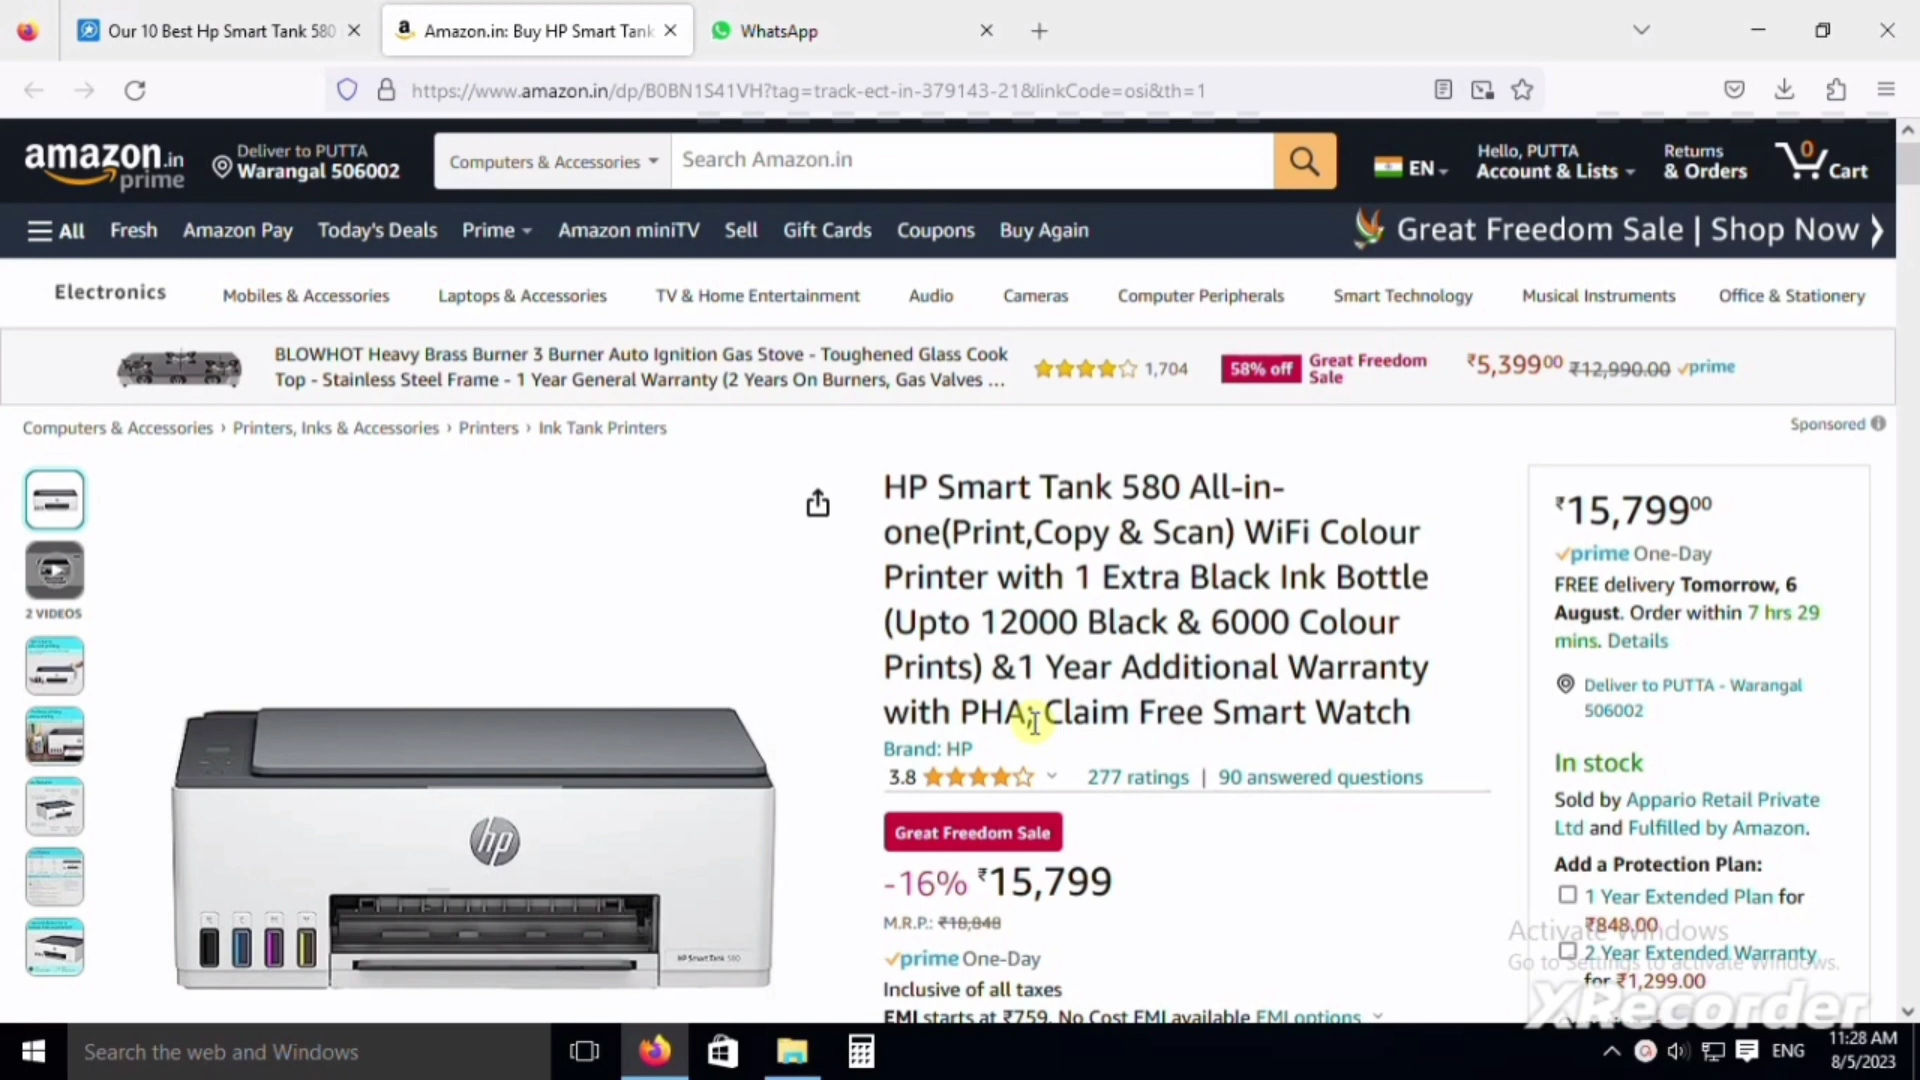 Our 10 Best Hp Smart Tank 580
Amazon.in: Buy HP Smart Tank
WhatsApp
https://www.amazon.in/dp/B0BN1S41VH?tag=track-ect-in-379143-21&linkCode=osi&th=1
amazon.in
prime
Deliver to PUTTA
Warangal 506002
Computers & Accessories
Search Amazon.in
EN
Hello, PUTTA
Account & Lists
Returns
& Orders
0
Cart
All
Fresh
Amazon Pay
Today's Deals
Prime
Amazon miniTV
Sell
Gift Cards
Coupons
Buy Again
Great Freedom Sale | Shop Now
Electronics
Mobiles & Accessories
Laptops & Accessories
TV & Home Entertainment
Audio
Cameras
Computer Peripherals
Smart Technology
Musical Instruments
Office & Stationery
BLOWHOT Heavy Brass Burner 3 Burner Auto Ignition Gas Stove - Toughened Glass Cook
Top - Stainless Steel Frame - 1 Year General Warranty (2 Years On Burners, Gas Valves ...
1,704
58% off
Great Freedom
Sale
₹5,39900
₹12,990.00
prime
Computers & Accessories › Printers, Inks & Accessories › Printers › Ink Tank Printers
Sponsored
2 VIDEOS
hp
HP Smart Tank 580
HP Smart Tank 580 All-in-
one(Print,Copy & Scan) WiFi Colour
Printer with 1 Extra Black Ink Bottle
(Upto 12000 Black & 6000 Colour
Prints) &1 Year Additional Warranty
with PHA; Claim Free Smart Watch
Brand: HP
3.8
277 ratings | 90 answered questions
Great Freedom Sale
-16% ₹15,799
M.R.P.: ₹18,848
prime One-Day
Inclusive of all taxes
EMI starts at ₹759. No Cost EMI available EMI options
₹15,79900
prime One-Day
FREE delivery Tomorrow, 6
August. Order within 7 hrs 29
mins. Details
Deliver to PUTTA - Warangal
506002
In stock
Sold by Appario Retail Private
Ltd and Fulfilled by Amazon.
Add a Protection Plan:
1 Year Extended Plan for
₹848.00
2 Year Extended Warranty
for ₹1,299.00
Activate Windows
Go to Settings to activate Windows.
XRecorder
Search the web and Windows
ENG
11:28 AM
8/5/2023